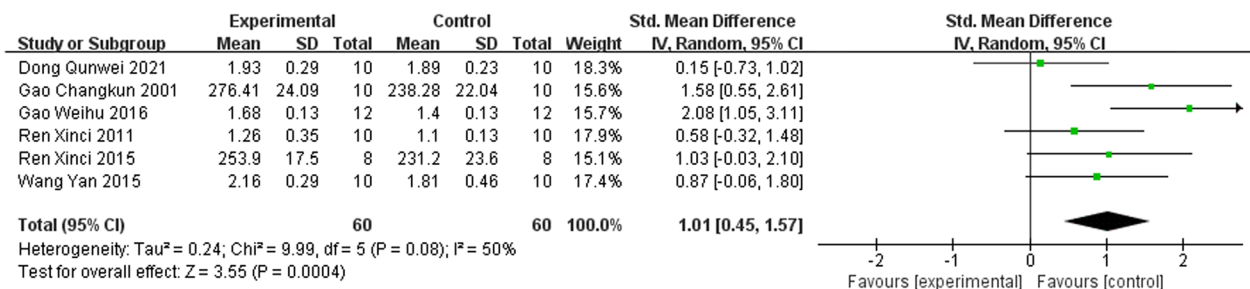 Experimental Control Std. Mean Difference Std. Mean Difference
Study or Subgroup Mean SD Total Mean SD Total Weight IV, Random, 95% CI IV, Random, 95% CI
Dong Qunwei 2021 1.93 0.29 10 1.89 0.23 10 18.3% 0.15 [-0.73, 1.02]
Gao Changkun 2001 276.41 24.09 10 238.28 22.04 10 15.6% 1.58 [0.55, 2.61]
Gao Weihu 2016 1.68 0.13 12 1.4 0.13 12 15.7% 2.08 [1.05, 3.11]
Ren Xinci 2011 1.26 0.35 10 1.1 0.13 10 17.9% 0.58 [-0.32, 1.48]
Ren Xinci 2015 253.9 17.5 8 231.2 23.6 8 15.1% 1.03 [-0.03, 2.10]
Wang Yan 2015 2.16 0.29 10 1.81 0.46 10 17.4% 0.87 [-0.06, 1.80]
Total (95% CI) 60 60 100.0% 1.01 [0.45, 1.57]
Heterogeneity: Tau² = 0.24; Chi² = 9.99, df = 5 (P = 0.08); I² = 50%
Test for overall effect: Z = 3.55 (P = 0.0004)
-2 -1 0 1 2
Favours [experimental] Favours [control]